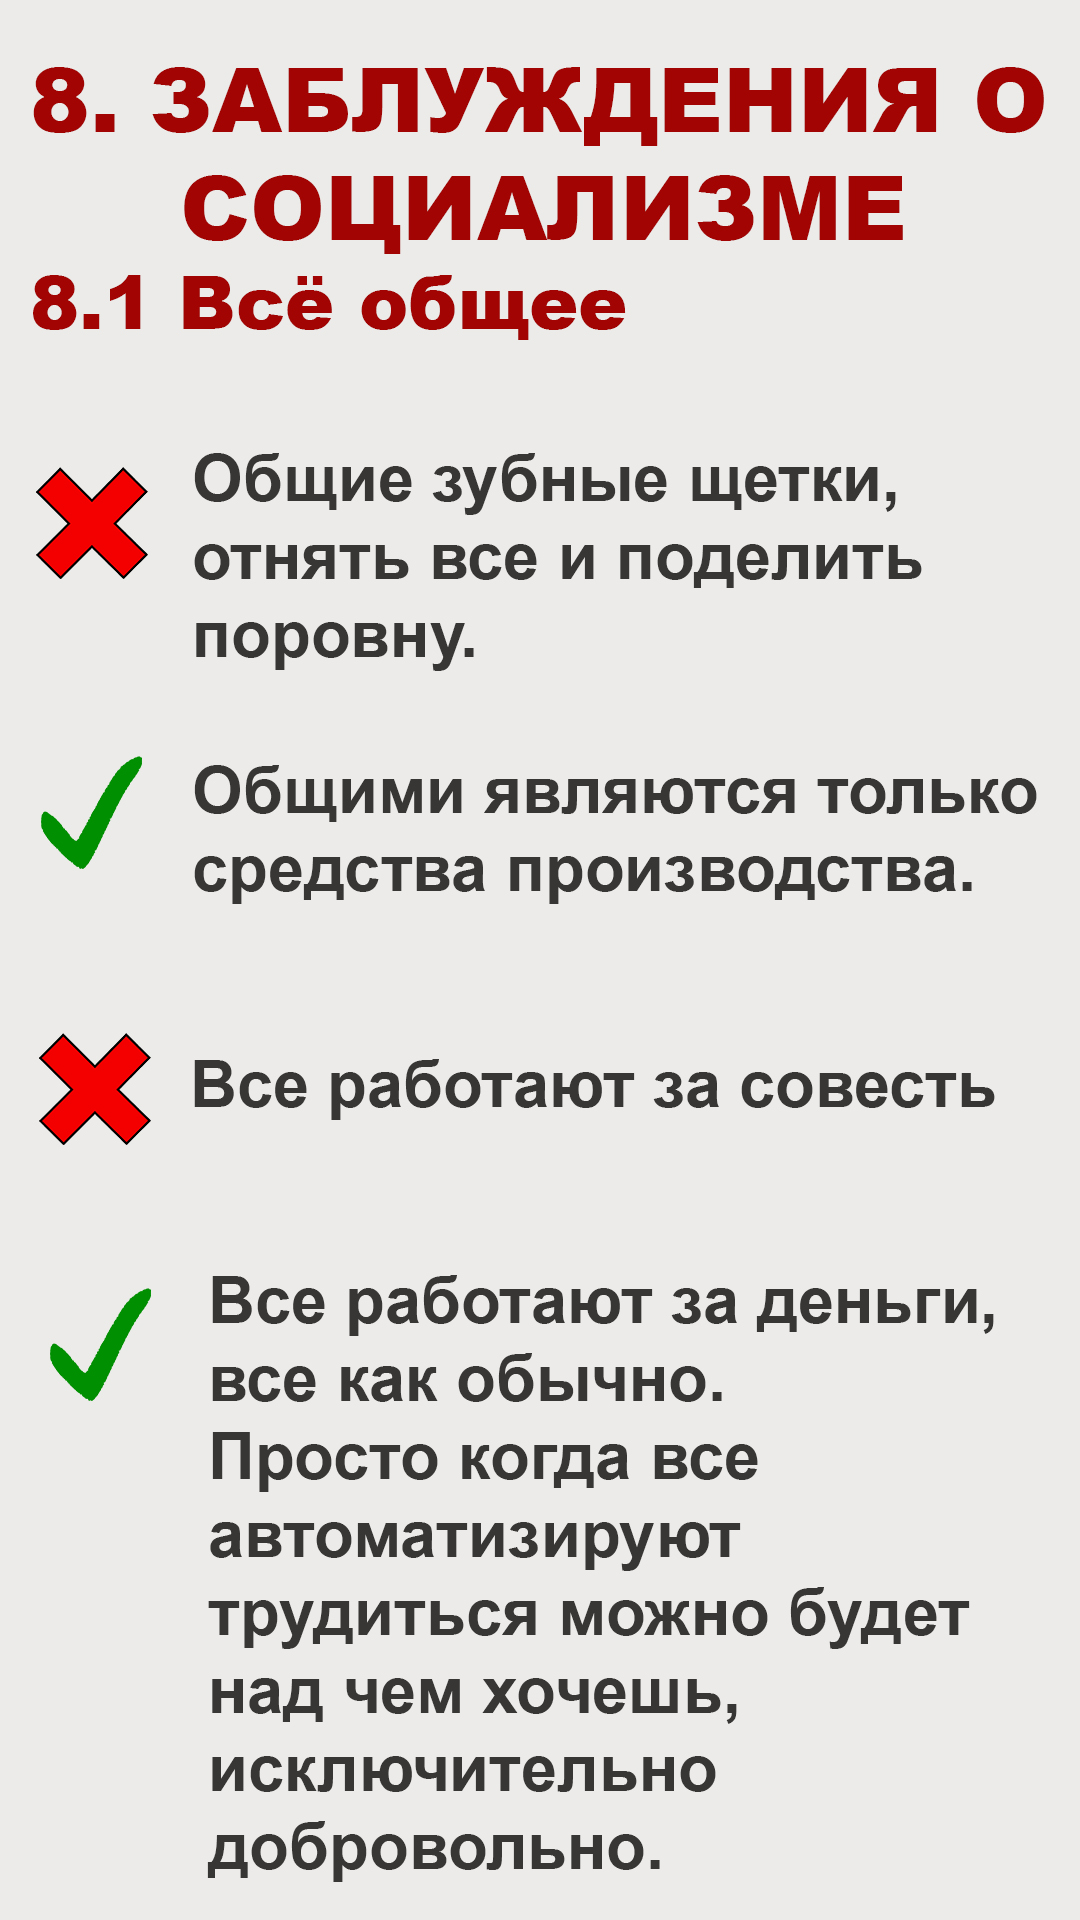 8. ЗАБЛУЖДЕНИЯ О
СОЦИАЛИЗМЕ
8.1 Всё общее
Общие зубные щетки,
отнять все и поделить
поровну.
Общими являются только
средства производства.
Все работают за совесть
Все работают за деньги,
все как обычно.
Просто когда все
автоматизируют
трудиться можно будет
над чем хочешь,
исключительно
добровольно.